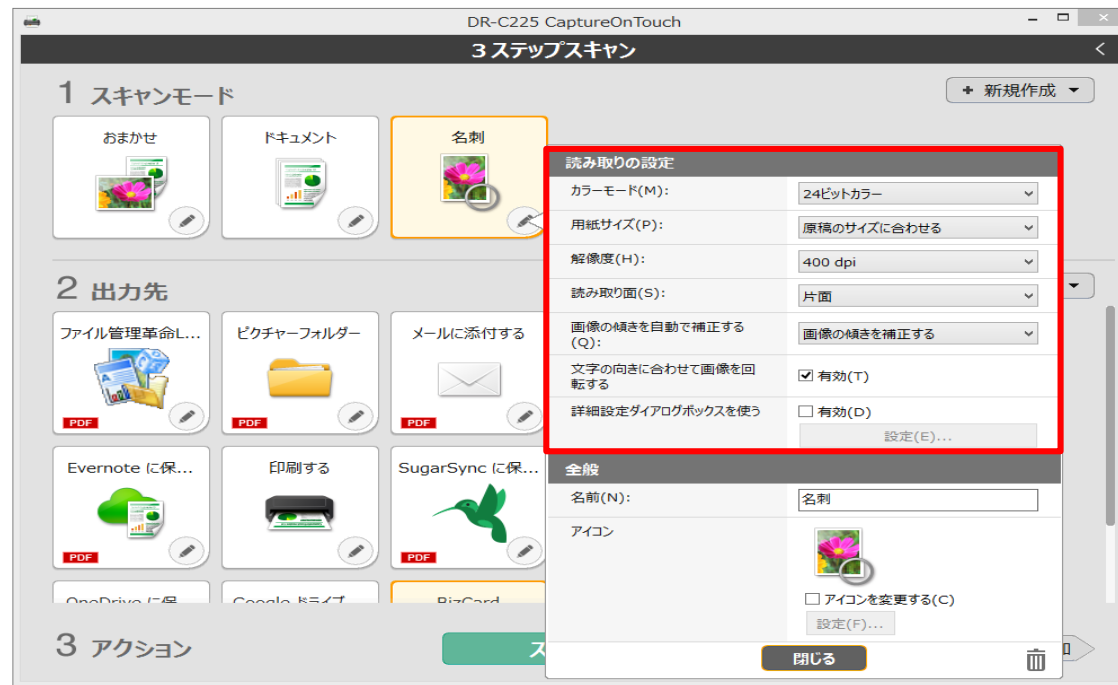 DR-C225 CaptureOnTouch
3 ステップスキャン
1 スキャンモード
+ 新規作成
おまかせ
ドキュメント
名刺
読み取りの設定
カラーモード(M):
24ビットカラー
用紙サイズ(P):
原稿のサイズに合わせる
解像度(H):
400 dpi
読み取り面(S):
片面
画像の傾きを自動で補正する
(Q):
画像の傾きを補正する
文字の向きに合わせて画像を回
転する
有効(T)
詳細設定ダイアログボックスを使う
有効(D)
設定(E)...
2 出力先
ファイル管理革命L...
ピクチャーフォルダー
メールに添付する
PDF
PDF
PDF
Evernote に保...
印刷する
SugarSync に保...
PDF
PDF
全般
名前(N):
名刺
アイコン
アイコンを変更する(C)
設定(F)...
OneDrive に保
Google ドライブ
BizCard
3 アクション
ス
閉じる